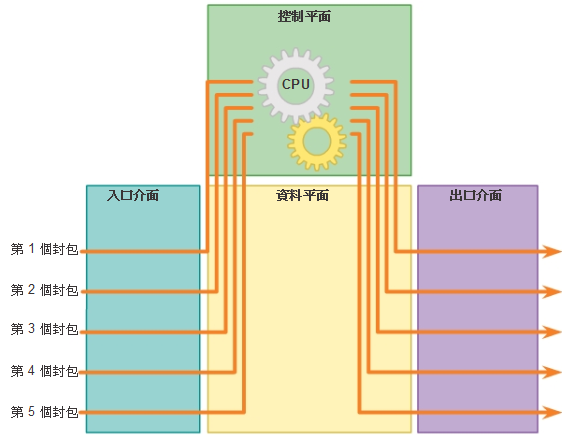 控制平面
CPU
入口介面
資料平面
出口介面
第 1 個封包
第 2 個封包
第 3 個封包
第 4 個封包
第 5 個封包